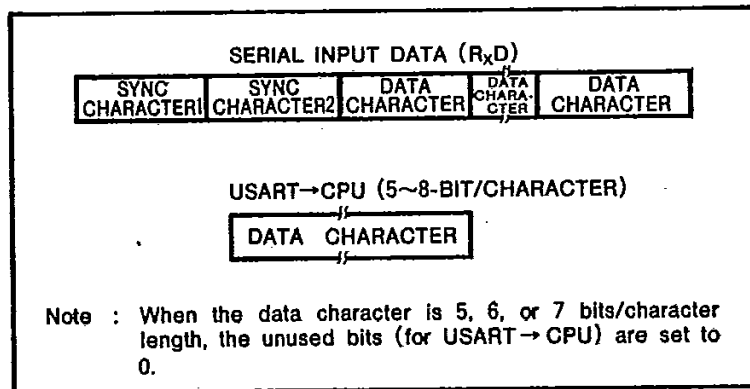 SERIAL INPUT DATA (RxD)
SYNC CHARACTER1 SYNC CHARACTER2 DATA CHARACTER DATA CHARA-CTER DATA CHARACTER
USART→CPU (5~8-BIT/CHARACTER)
DATA CHARACTER
Note : When the data character is 5, 6, or 7 bits/character
length, the unused bits (for USART→CPU) are set to
0.